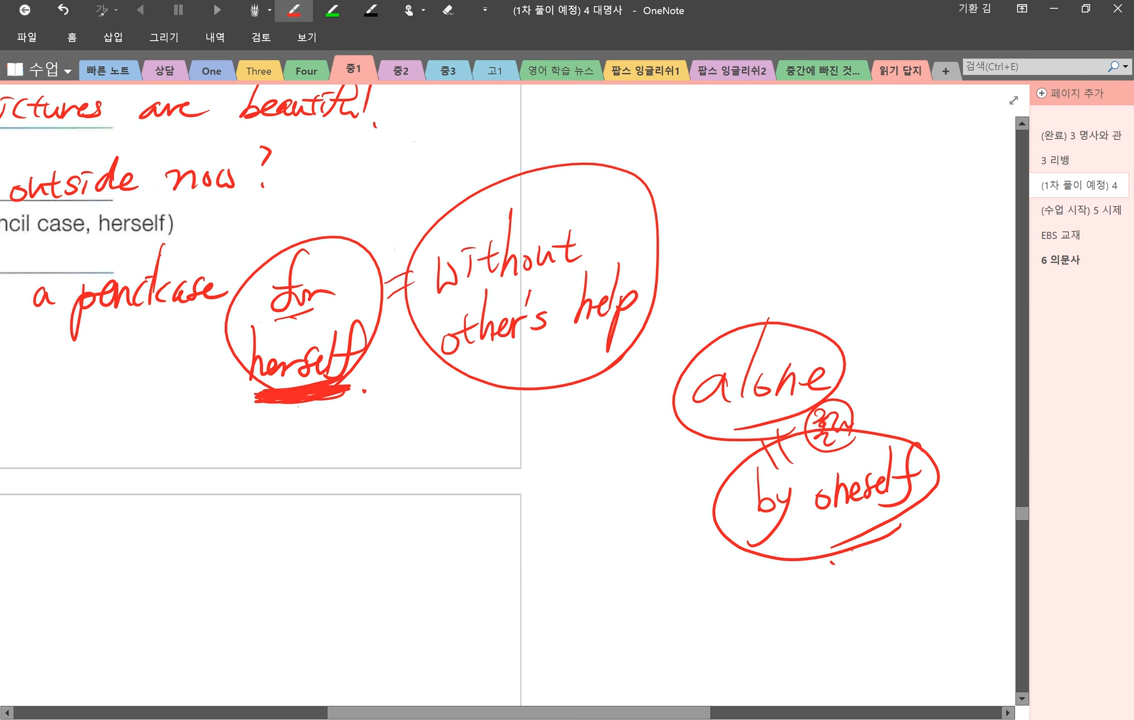 (1차 풀이 예정) 4 대명사 - OneNote
기환 김
파일 홈 삽입 그리기 내역 검토 보기
수업 빠른 노트 상담 One Three Four 중1 중2 중3 고1 영어 학습 뉴스 팝스 잉글리쉬1 팝스 잉글리쉬2 중간에 빠진 것... 읽기 답지 + 검색(Ctrl+E)
페이지 추가
(완료) 3 명사와 관
3 리뱅
(1차 풀이 예정) 4
(수업 시작) 5 시제
EBS 교재
6 의문사
ictures are beautiful!
outside now?
ncil case, herself)
a pencilcase for
herself.
= without
other's help
alone
혼자
by oneself